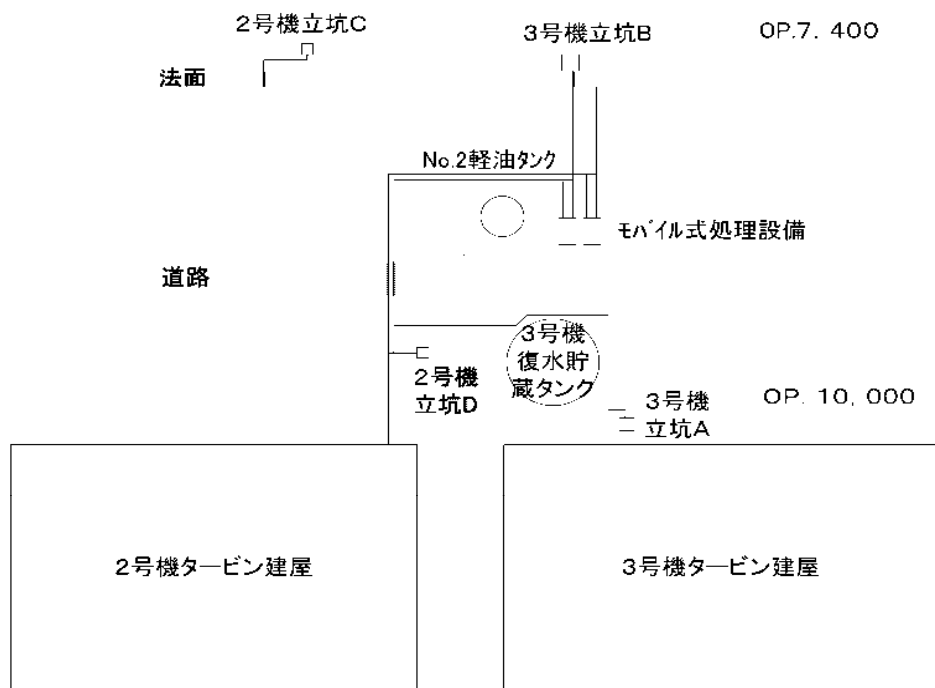 2号機立坑C
3号機立坑B
OP.7. 400
法面
No.2軽油タンク
モバイル式処理設備
道路
3号機
復水貯
蔵タンク
2号機
立坑D
3号機
立坑A
OP. 10, 000
2号機タービン建屋
3号機タービン建屋